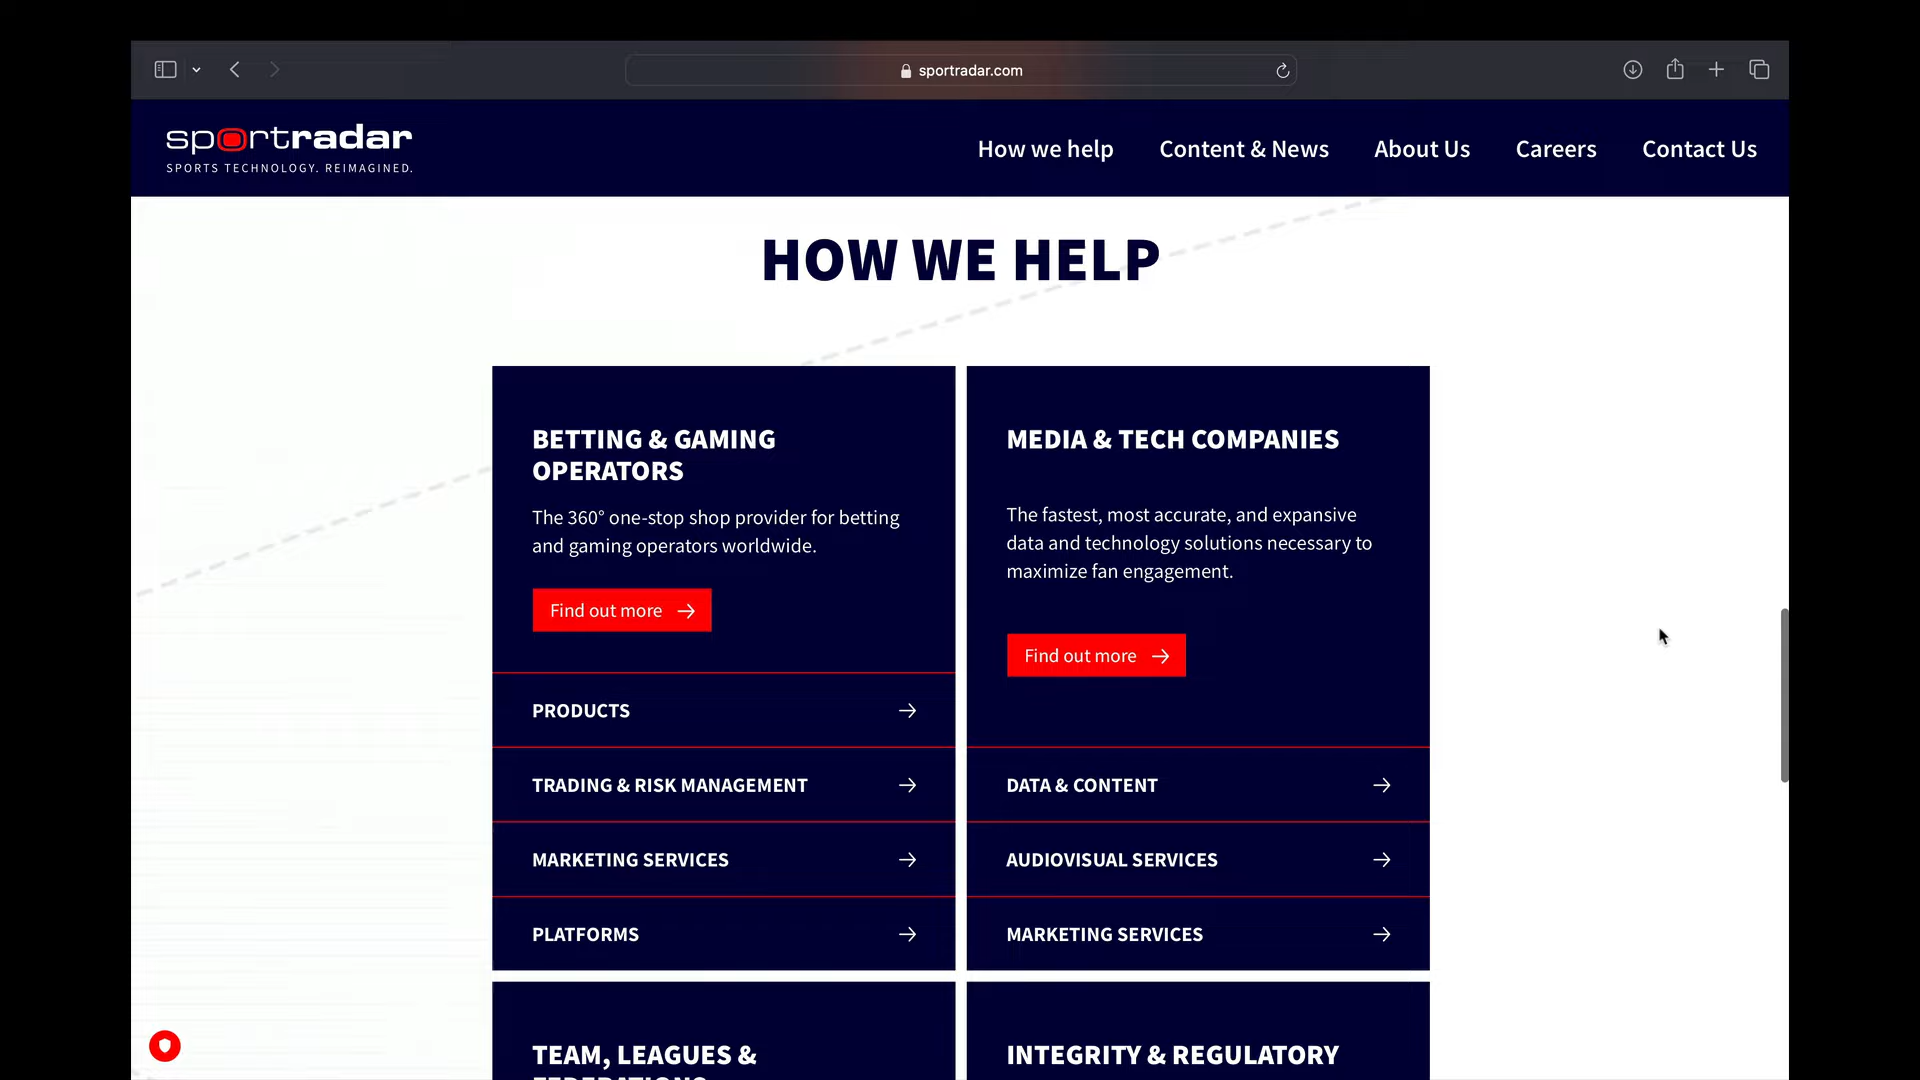 sportradar.com
sportradar
SPORTS TECHNOLOGY. REIMAGINED.
How we help
Content & News
About Us
Careers
Contact Us
HOW WE HELP
BETTING & GAMING
OPERATORS
The 360° one-stop shop provider for betting
and gaming operators worldwide.
Find out more
PRODUCTS
TRADING & RISK MANAGEMENT
MARKETING SERVICES
PLATFORMS
MEDIA & TECH COMPANIES
The fastest, most accurate, and expansive
data and technology solutions necessary to
maximize fan engagement.
Find out more
DATA & CONTENT
AUDIOVISUAL SERVICES
MARKETING SERVICES
TEAM, LEAGUES &
FEDERATIONS
INTEGRITY & REGULATORY